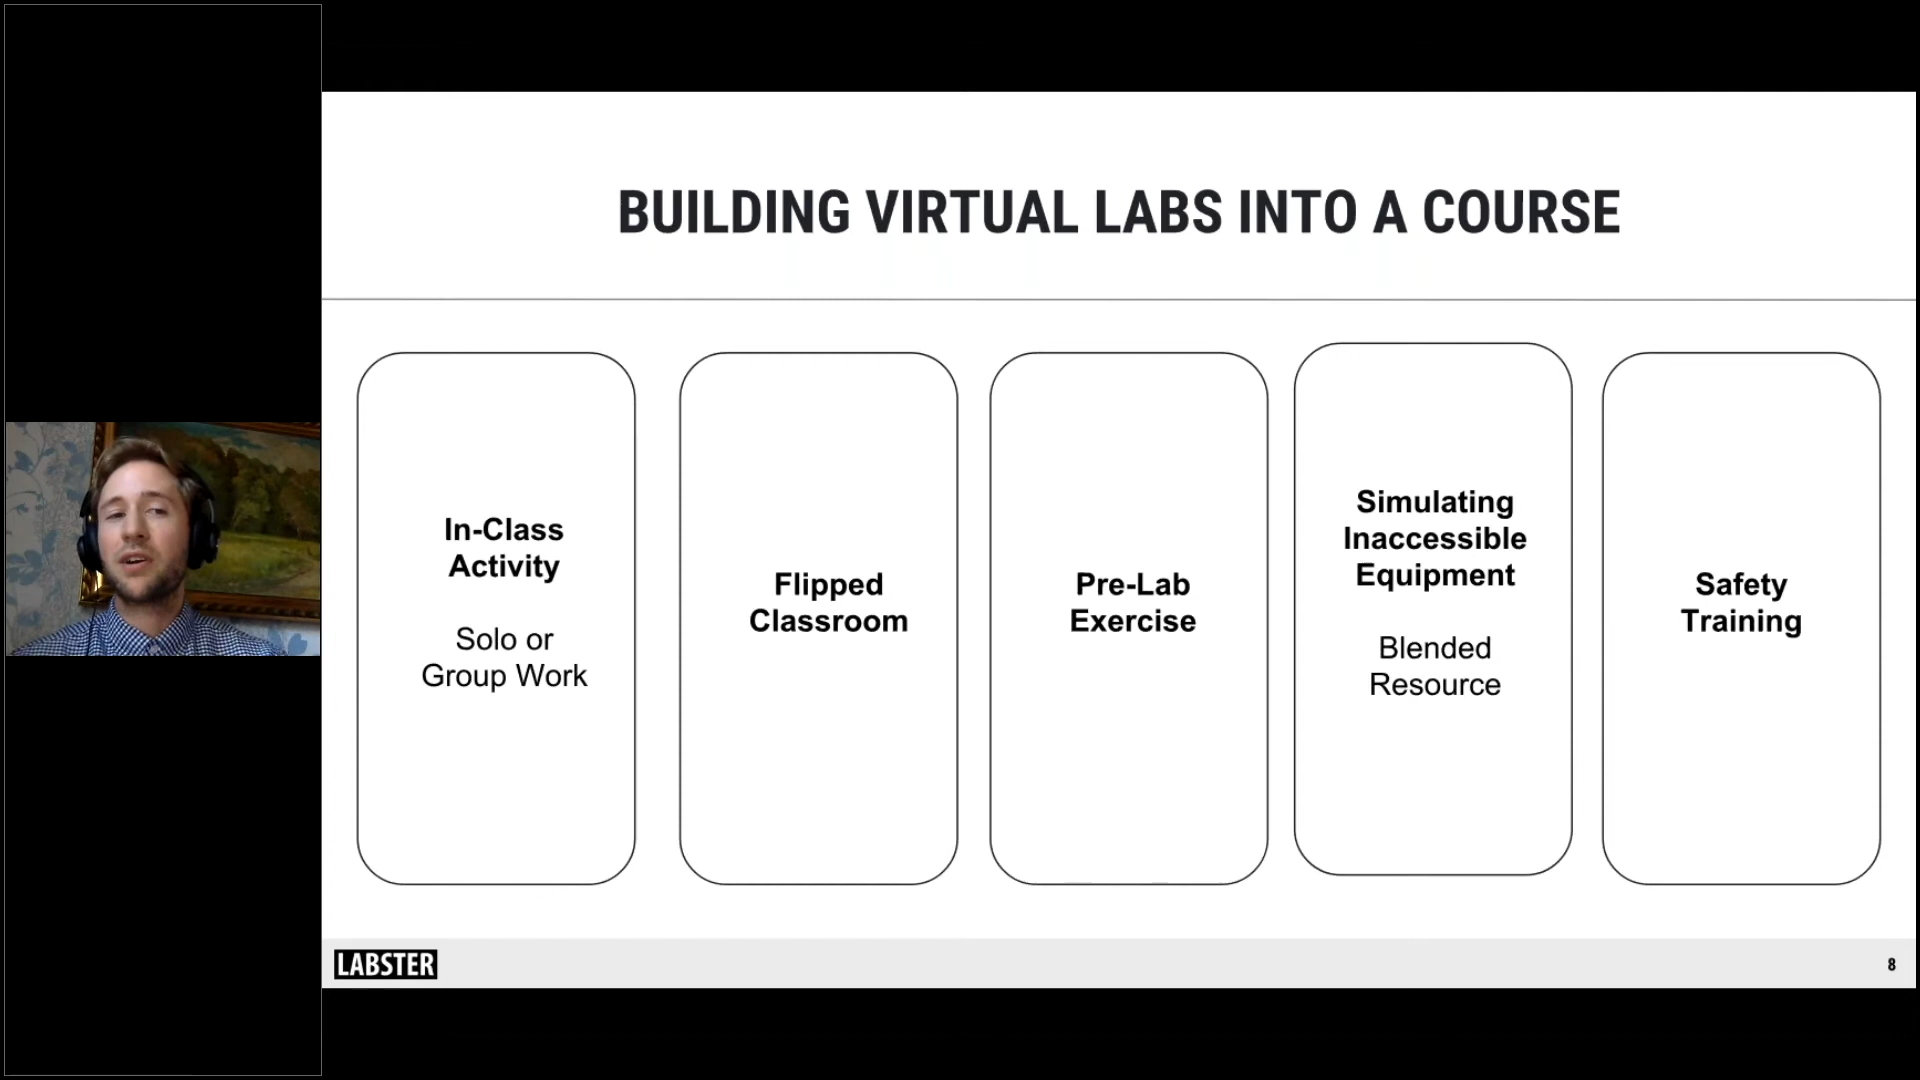 BUILDING VIRTUAL LABS INTO A COURSE
In-Class
Activity
Solo or
Group Work
Flipped
Classroom
Pre-Lab
Exercise
Simulating
Inaccessible
Equipment
Blended
Resource
Safety
Training
LABSTER
8